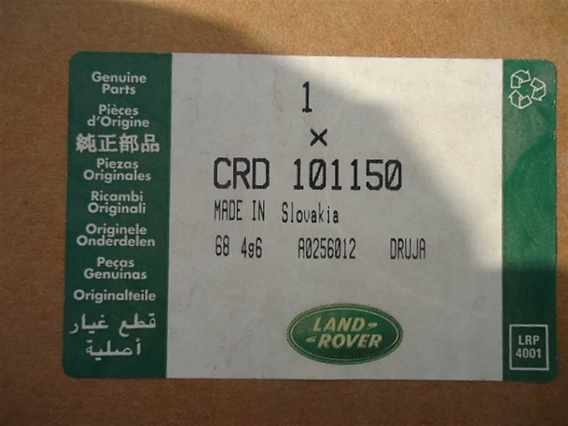 Genuine
Parts
Pièces
d'Origine
純正部品
Piezas
Originales
Ricambi
Originali
Originele
Onderdelen
Peças
Genuinas
Originalteile
قطع غيار
أصلية
1
×
CRD 101150
MADE IN Slovakia
68 4g6 A0256012 DRUJA
LAND-
-ROVER
LRP
4001